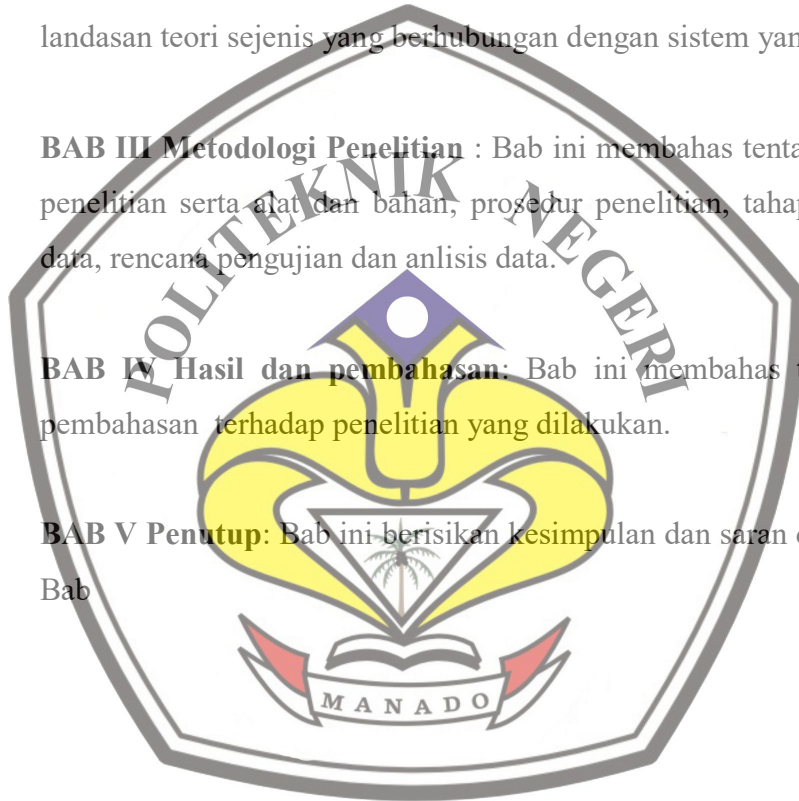 landasan teori sejenis yang berhubungan dengan sistem yan
BAB III Metodologi Penelitian : Bab ini membahas tenta
penelitian serta alat dan bahan, prosedur penelitian, tahap
data, rencana pengujian dan anlisis data.
POLITEKNIK NEGERI
BAB IV Hasil dan pembahasan: Bab ini membahas t
pembahasan terhadap penelitian yang dilakukan.
BAB V Penutup: Bab ini berisikan kesimpulan dan saran
Bab
MANADO